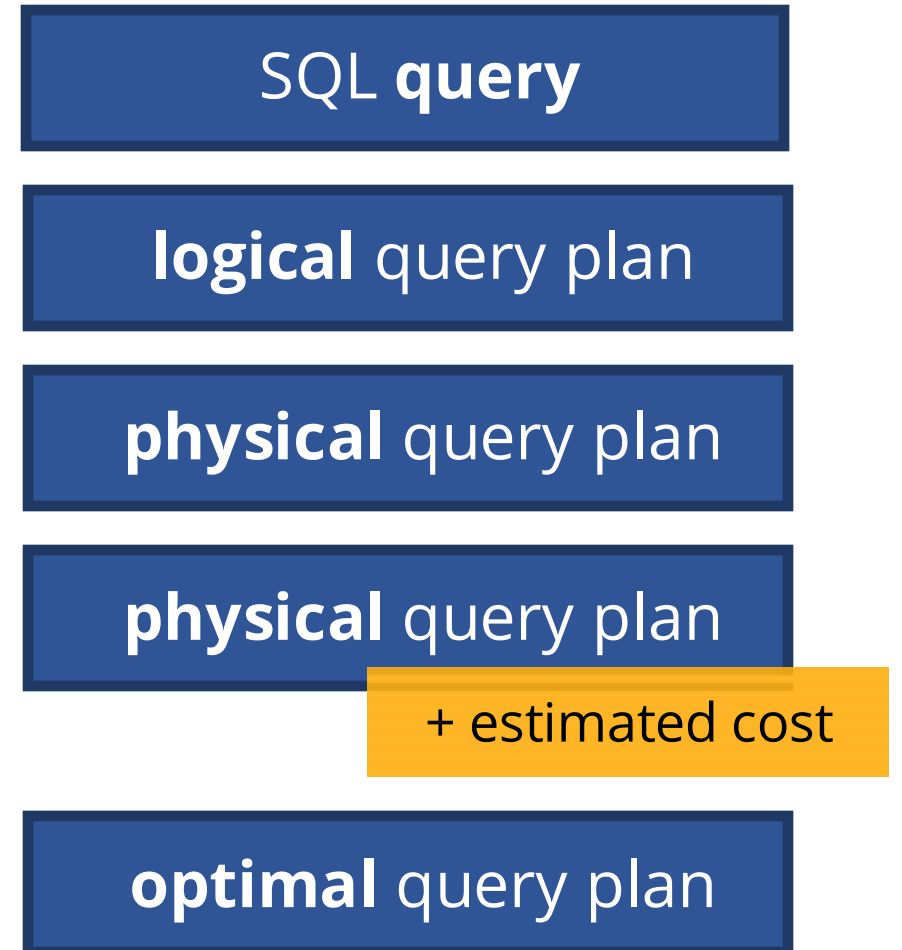 SQL query
logical query plan
physical query plan
physical query plan
+ estimated cost
optimal query plan